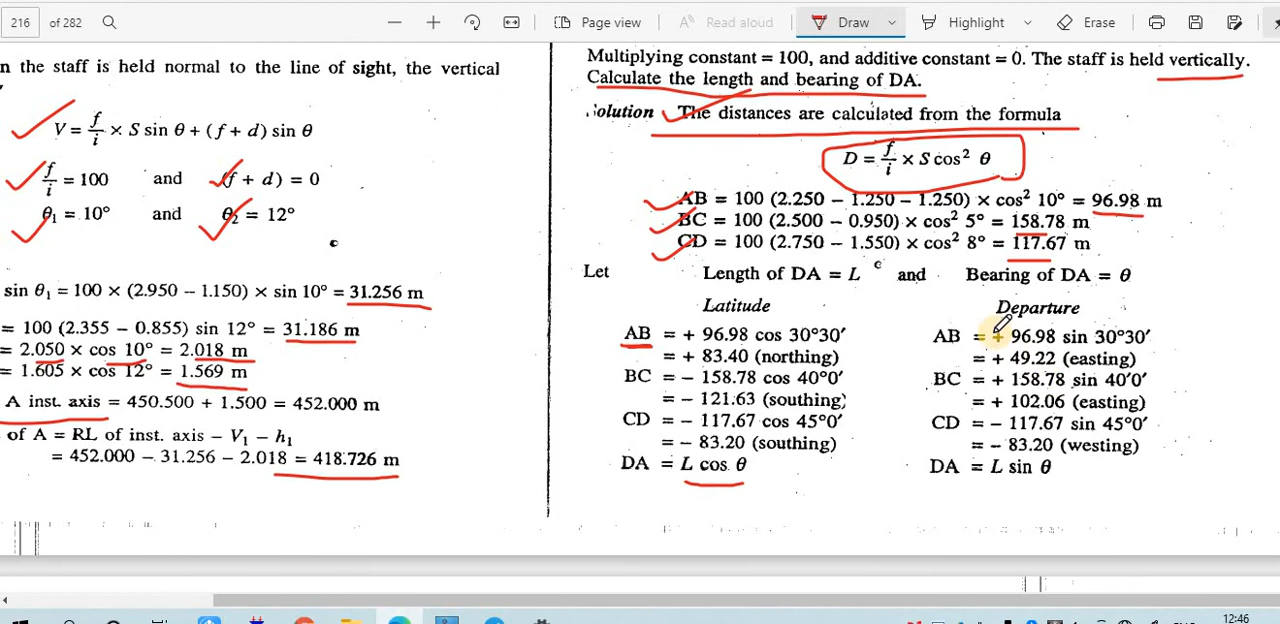 216 of 282 Page view Read aloud Draw Highlight Erase
n the staff is held normal to the line of sight, the vertical
V = f/i × S sin θ + (f + d) sin θ
f/i = 100 and (f + d) = 0
θ₁ = 10° and θ₂ = 12°
sin θ₁ = 100 × (2.950 − 1.150) × sin 10° = 31.256 m
= 100 (2.355 − 0.855) sin 12° = 31.186 m
= 2.050 × cos 10° = 2.018 m
= 1.605 × cos 12° = 1.569 m
A inst. axis = 450.500 + 1.500 = 452.000 m
of A = RL of inst. axis − V₁ − h₁
= 452.000 − 31.256 − 2.018 = 418.726 m
Multiplying constant = 100, and additive constant = 0. The staff is held vertically.
Calculate the length and bearing of DA.
Solution The distances are calculated from the formula
D = f/i × S cos² θ
AB = 100 (2.250 − 1.250 − 1.250) × cos² 10° = 96.98 m
BC = 100 (2.500 − 0.950) × cos² 5° = 158.78 m
CD = 100 (2.750 − 1.550) × cos² 8° = 117.67 m
Let Length of DA = L and Bearing of DA = θ
Latitude Departure
AB = + 96.98 cos 30°30′ AB = + 96.98 sin 30°30′
= + 83.40 (northing) = + 49.22 (easting)
BC = − 158.78 cos 40°0′ BC = + 158.78 sin 40′0′
= − 121.63 (southing) = + 102.06 (easting)
CD = − 117.67 cos 45°0′ CD = − 117.67 sin 45°0′
= − 83.20 (southing) = − 83.20 (westing)
DA = L cos θ DA = L sin θ
12:46